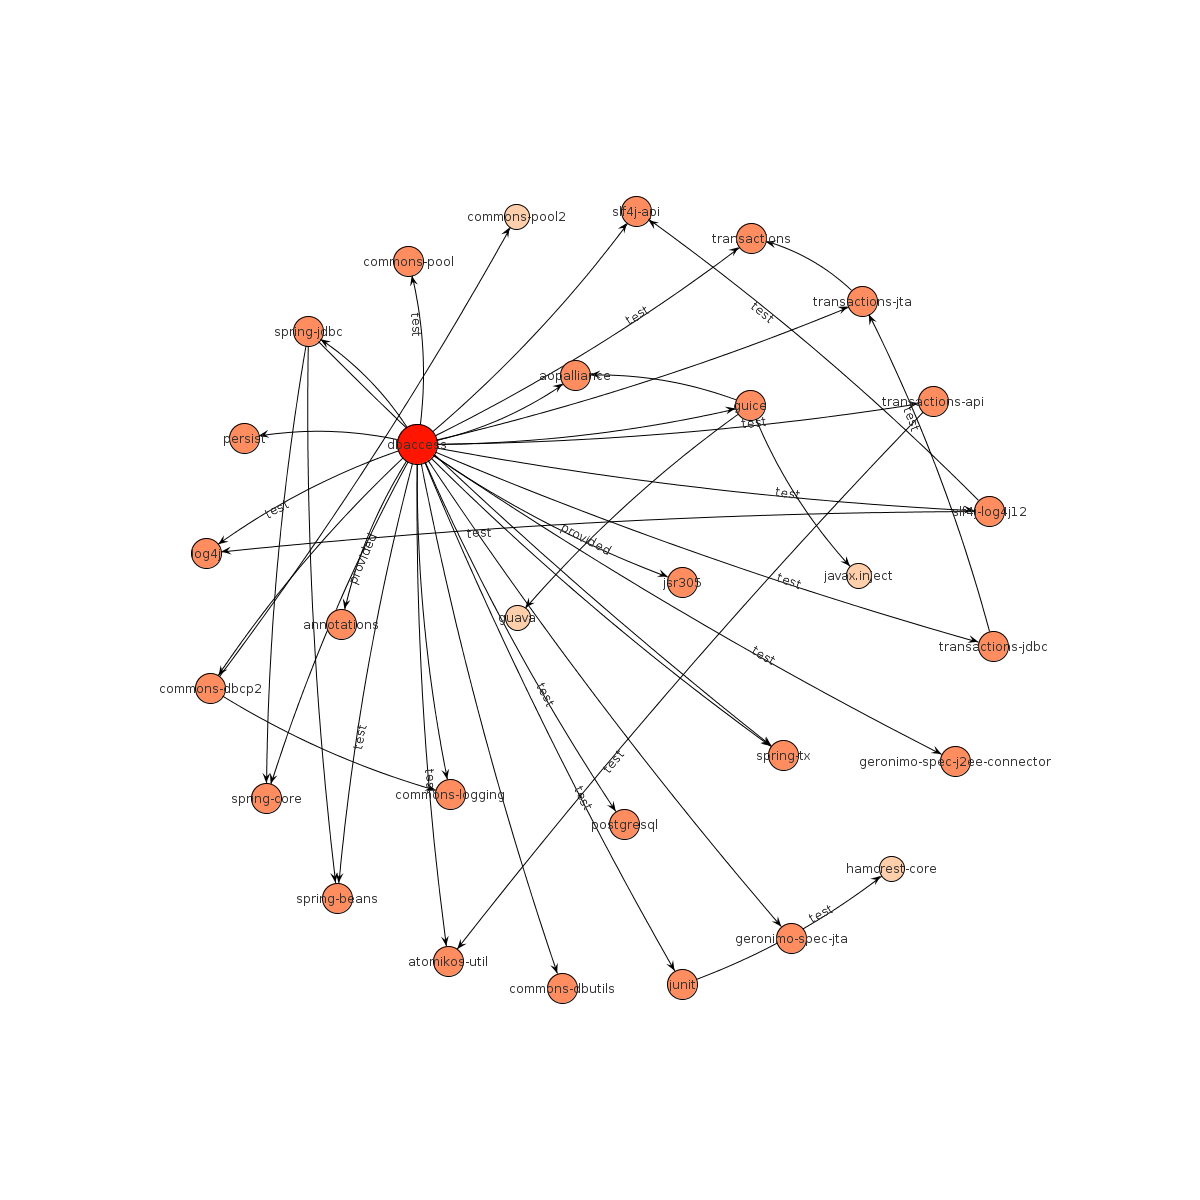 commons-pool2
slf4j-api
transactions
commons-pool
transactions-jta
test
test
test
spring-jdbc
aopalliance
transactions-api
guice
test
test
persist
dbaccess
test
test
slf4j-log4j12
test
provided
log4j
provided
jsr305
javax.inject
test
guava
annotations
transactions-jdbc
test
commons-dbcp2
test
test
spring-tx
geronimo-spec-j2ee-connector
test
test
spring-core
commons-logging
test
postgresql
hamcrest-core
spring-beans
test
geronimo-spec-jta
atomikos-util
junit
commons-dbutils